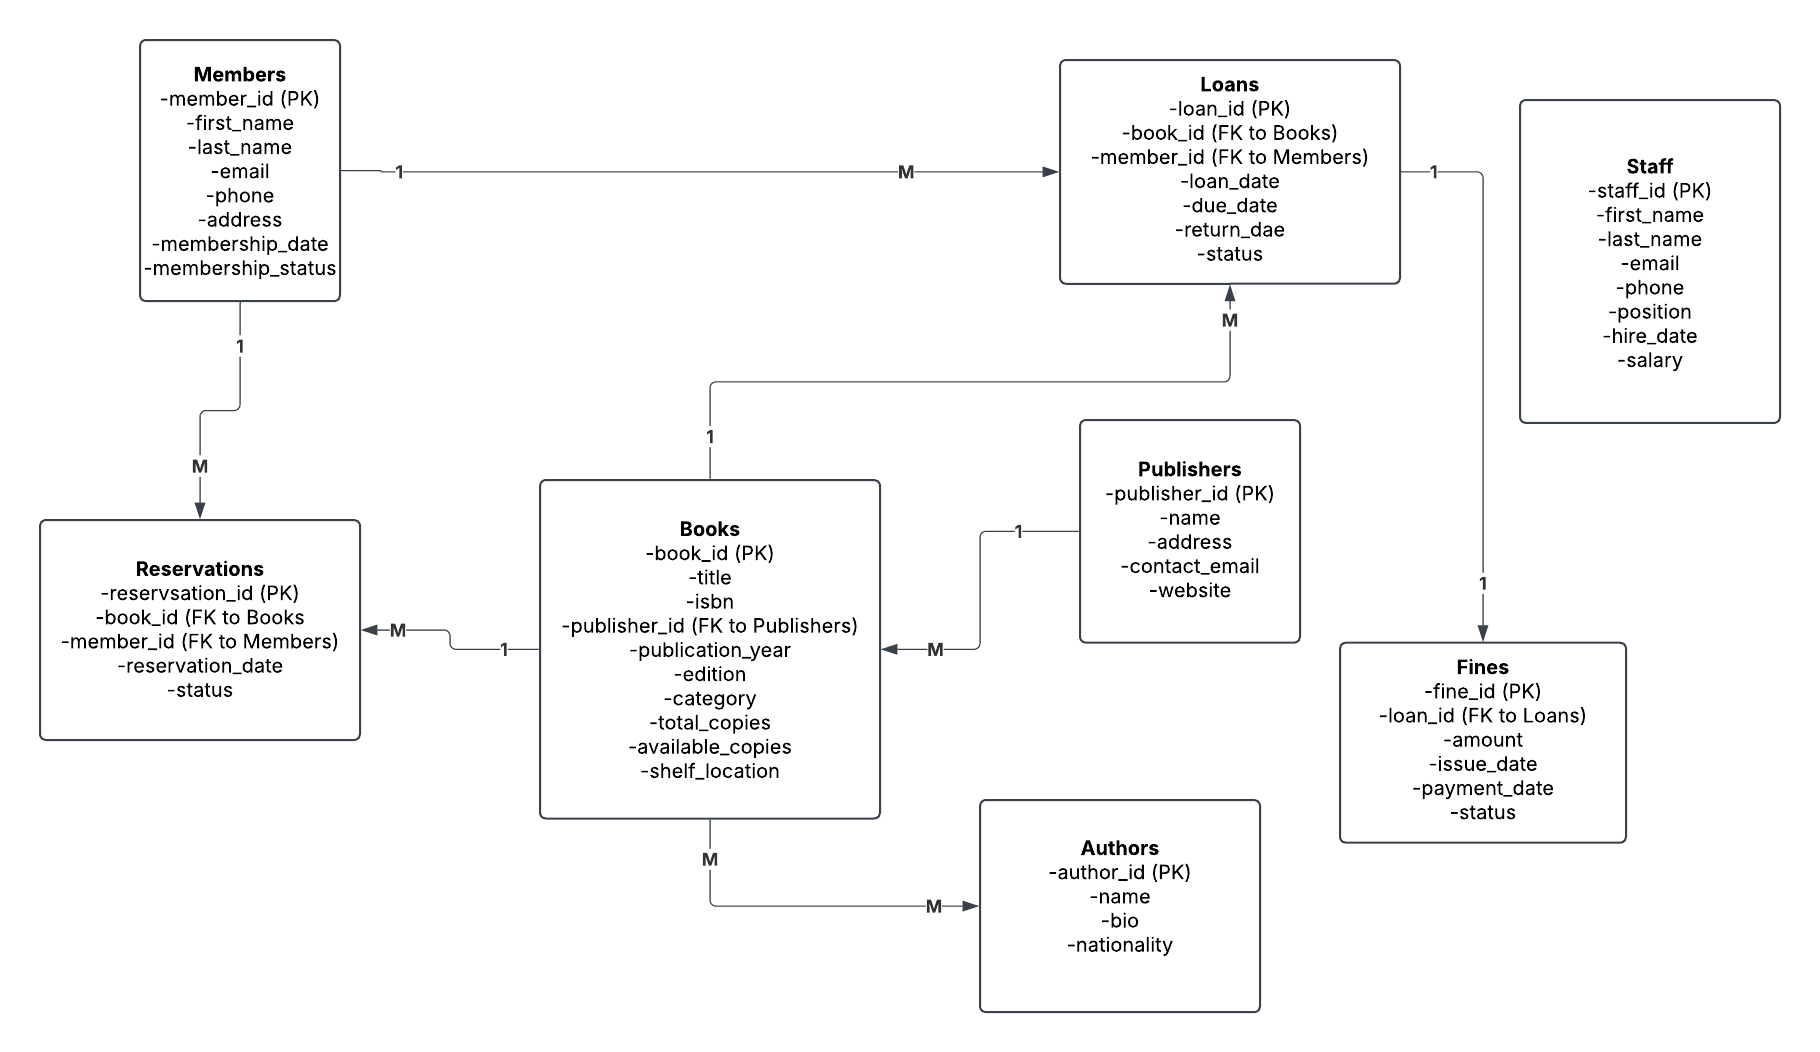 Members
-member_id (PK)
-first_name
-last_name
-email
-phone
-address
-membership_date
-membership_status
1
M
Loans
-loan_id (PK)
-book_id (FK to Books)
-member_id (FK to Members)
-loan_date
-due_date
-return_dae
-status
1
Staff
-staff_id (PK)
-first_name
-last_name
-email
-phone
-position
-hire_date
-salary
1
M
M
1
Reservations
-reservsation_id (PK)
-book_id (FK to Books
-member_id (FK to Members)
-reservation_date
-status
M
1
Books
-book_id (PK)
-title
-isbn
-publisher_id (FK to Publishers)
-publication_year
-edition
-category
-total_copies
-available_copies
-shelf_location
M
1
Publishers
-publisher_id (PK)
-name
-address
-contact_email
-website
1
Fines
-fine_id (PK)
-loan_id (FK to Loans)
-amount
-issue_date
-payment_date
-status
M
M
Authors
-author_id (PK)
-name
-bio
-nationality